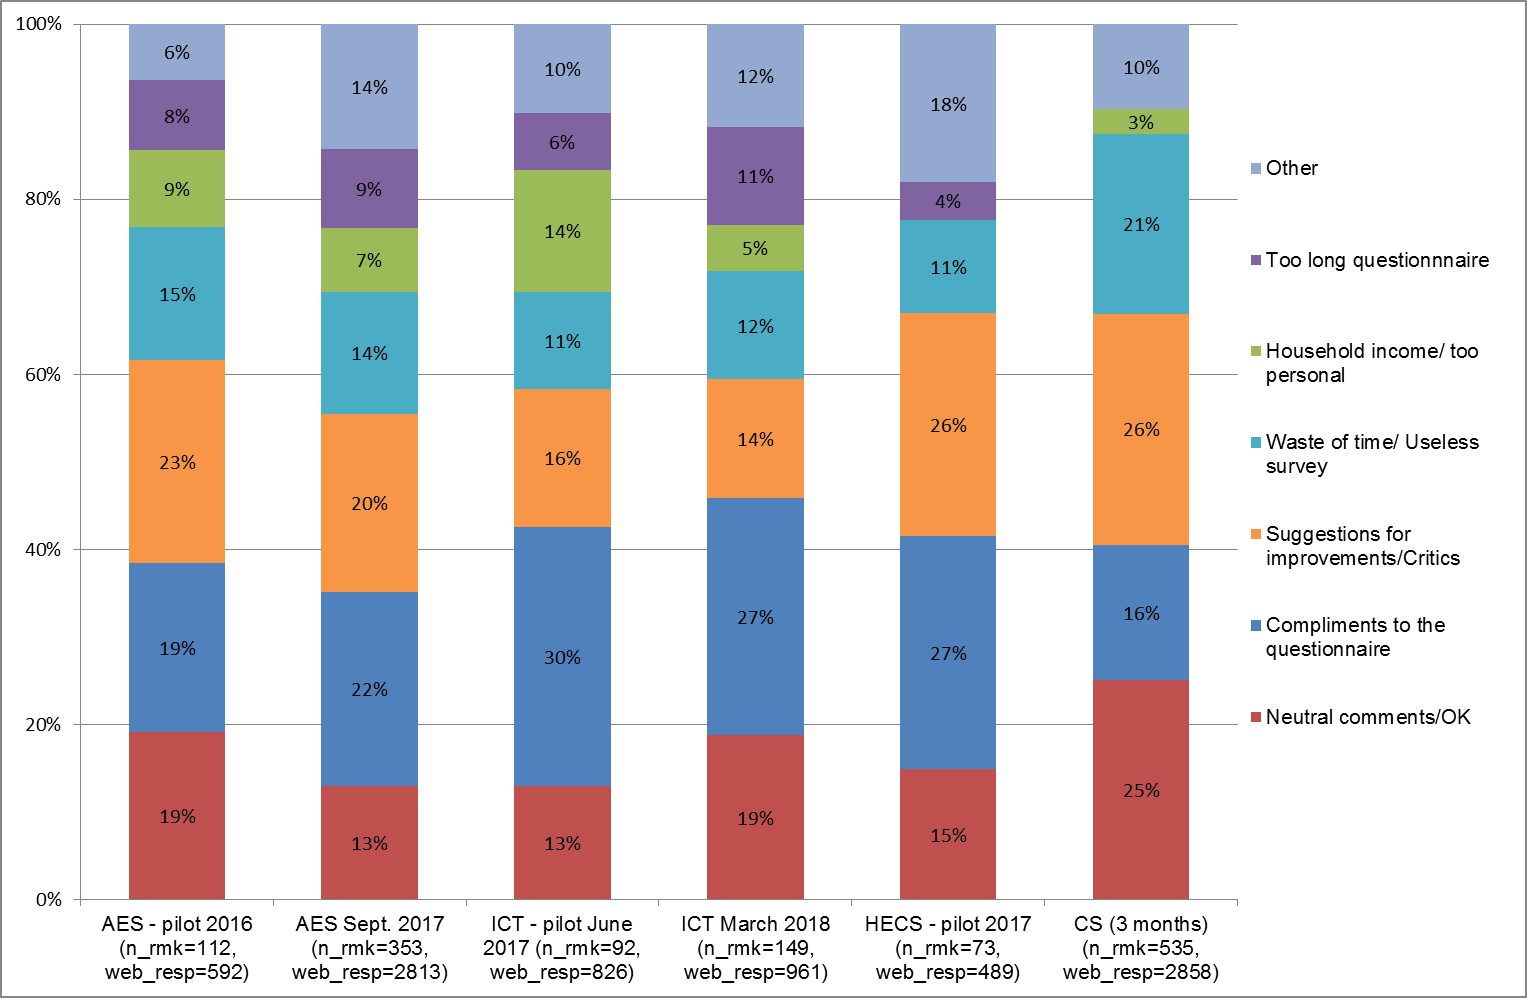 100%
80%
60%
40%
20%
0%
6%
8%
9%
15%
23%
19%
19%
14%
9%
7%
14%
20%
22%
13%
10%
6%
14%
11%
16%
30%
13%
12%
11%
5%
12%
14%
27%
19%
18%
4%
11%
26%
27%
15%
10%
3%
21%
26%
16%
25%
AES - pilot 2016
(n_rmk=112,
web_resp=592)
AES Sept. 2017
(n_rmk=353,
web_resp=2813)
ICT - pilot June
2017 (n_rmk=92,
web_resp=826)
ICT March 2018
(n_rmk=149,
web_resp=961)
HECS - pilot 2017
(n_rmk=73,
web_resp=489)
CS (3 months)
(n_rmk=535,
web_resp=2858)
Other
Too long questionnnaire
Household income/ too
personal
Waste of time/ Useless
survey
Suggestions for
improvements/Critics
Compliments to the
questionnaire
Neutral comments/OK